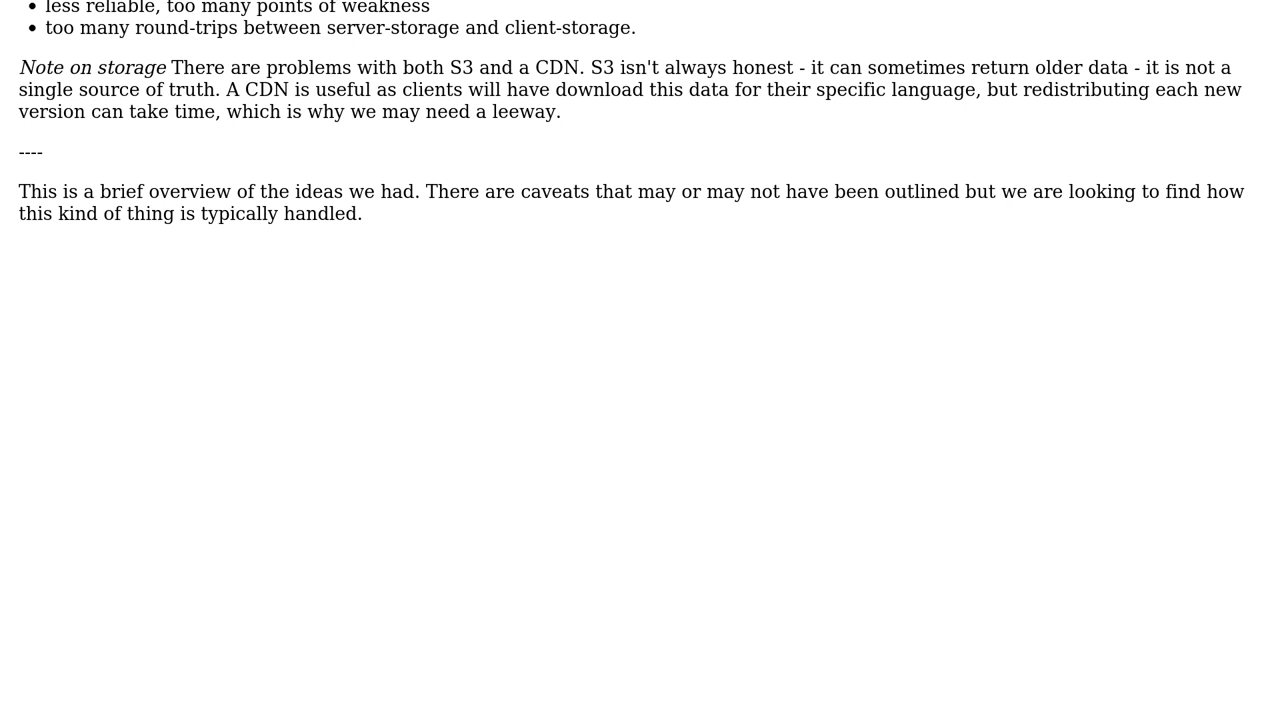 • less reliable, too many points of weakness
• too many round-trips between server-storage and client-storage.
Note on storage There are problems with both S3 and a CDN. S3 isn't always honest - it can sometimes return older data - it is not a
single source of truth. A CDN is useful as clients will have download this data for their specific language, but redistributing each new
version can take time, which is why we may need a leeway.
----
This is a brief overview of the ideas we had. There are caveats that may or may not have been outlined but we are looking to find how
this kind of thing is typically handled.